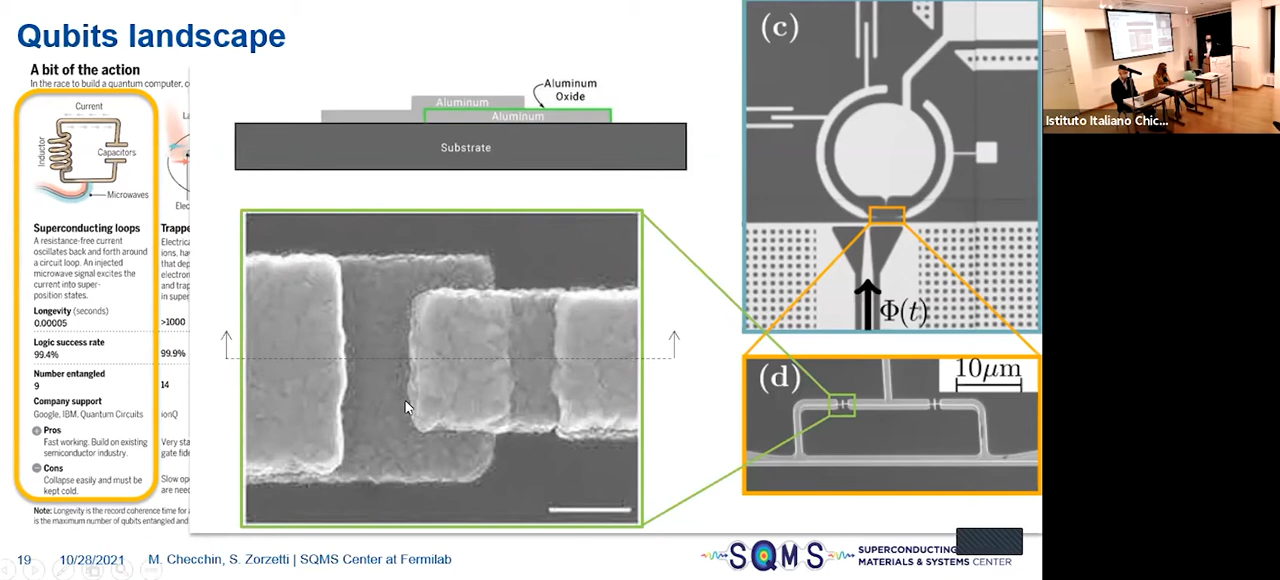 Qubits landscape
A bit of the action
In the race to build a quantum computer, c
Current
Inductor
Capacitors
Microwaves
Superconducting loops
A resistance-free current
oscillates back and forth around
a circuit loop. An injected
microwave signal excites the
current into super-
position states.
Longevity (seconds)
0.00005
Logic success rate
99.4%
Number entangled
9
Company support
Google, IBM, Quantum Circuits
Pros
Fast working. Build on existing
semiconductor industry.
Cons
Collapse easily and must be
kept cold.
La
Elec
Trappe
Electrica
ions, ha
that dep
electron
and trap
in super
>1000
99.9%
14
ionQ
Very sta
gate fide
Slow op
are need
Note: Longevity is the record coherence time for a
is the maximum number of qubits entangled and
Aluminum
Aluminum
Oxide
Aluminum
Substrate
(c)
Φ(t)
(d)
10μm
Istituto Italiano Chic...
19 10/28/2021 M. Checchin, S. Zorzetti | SQMS Center at Fermilab
SQMS
SUPERCONDUCTING
MATERIALS & SYSTEMS CENTER